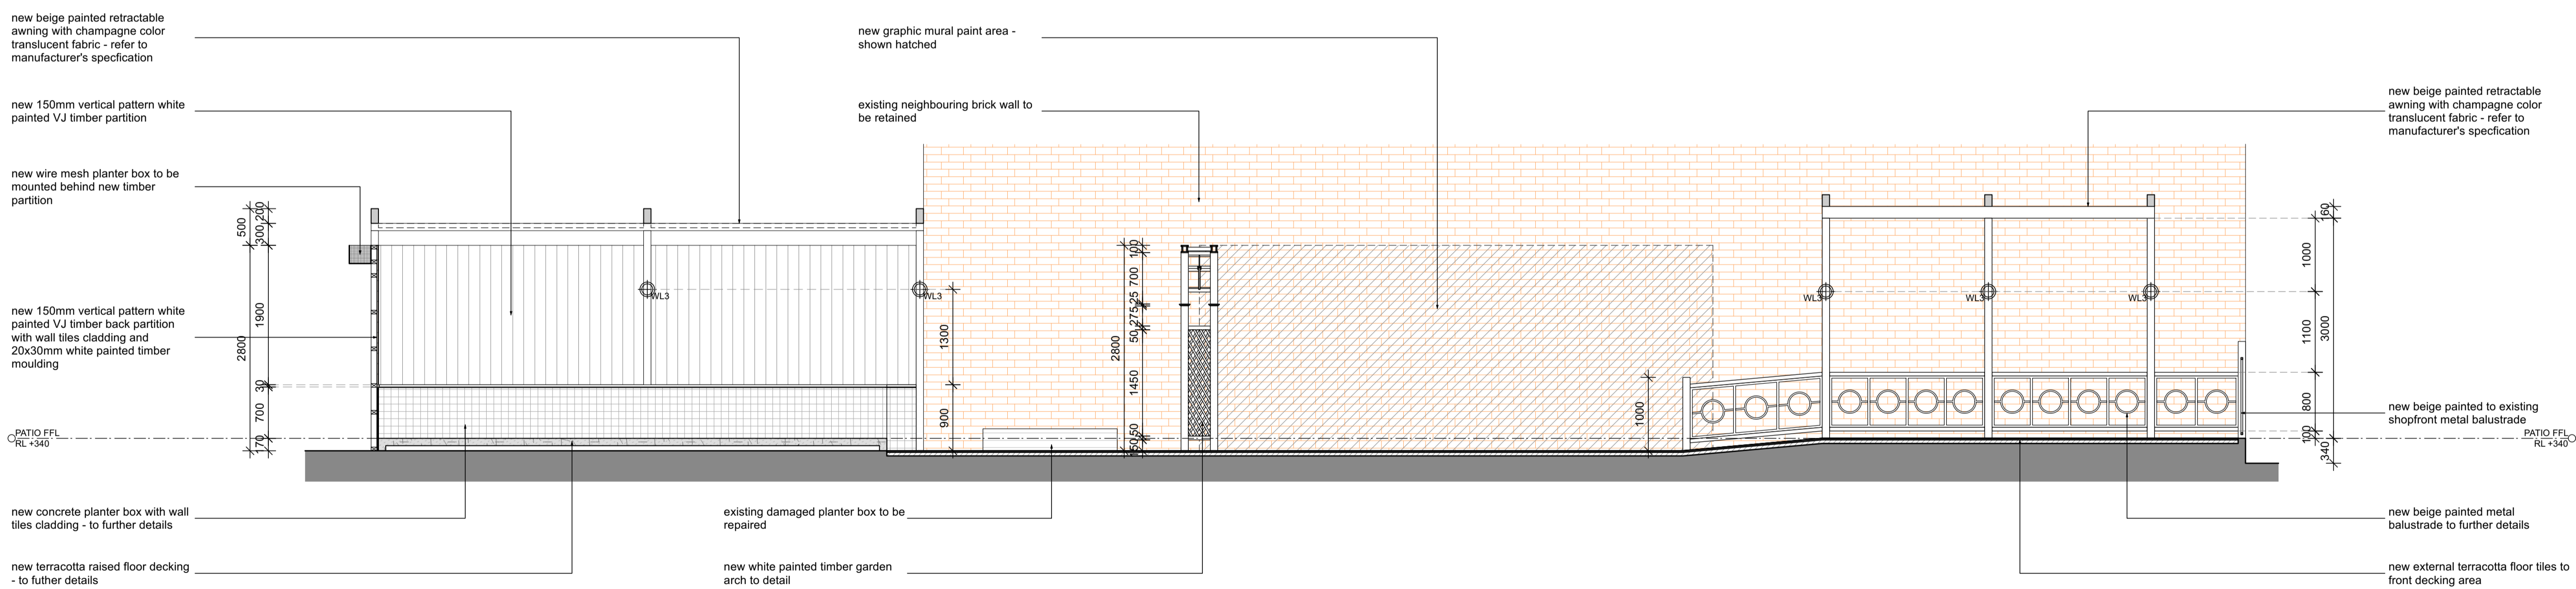 new beige painted retractable
awning with champagne color
translucent fabric - refer to
manufacturer's specfication
new 150mm vertical pattern white
painted VJ timber partition
new wire mesh planter box to be
mounted behind new timber
partition
new 150mm vertical pattern white
painted VJ timber back partition
with wall tiles cladding and
20x30mm white painted timber
moulding
PATIO FFL
RL +340
new concrete planter box with wall
tiles cladding - to further details
new terracotta raised floor decking
- to futher details
500
200
300
1900
2800
30
700
170
WL3
WL3
1300
900
new graphic mural paint area -
shown hatched
existing neighbouring brick wall to
be retained
2800
100
700
25
275
50
1450
50
150
existing damaged planter box to be
repaired
new white painted timber garden
arch to detail
1000
WL3
WL3
WL3
160
1000
1100
3000
800
100
340
new beige painted retractable
awning with champagne color
translucent fabric - refer to
manufacturer's specfication
new beige painted to existing
shopfront metal balustrade
PATIO FFL
RL +340
new beige painted metal
balustrade to further details
new external terracotta floor tiles to
front decking area